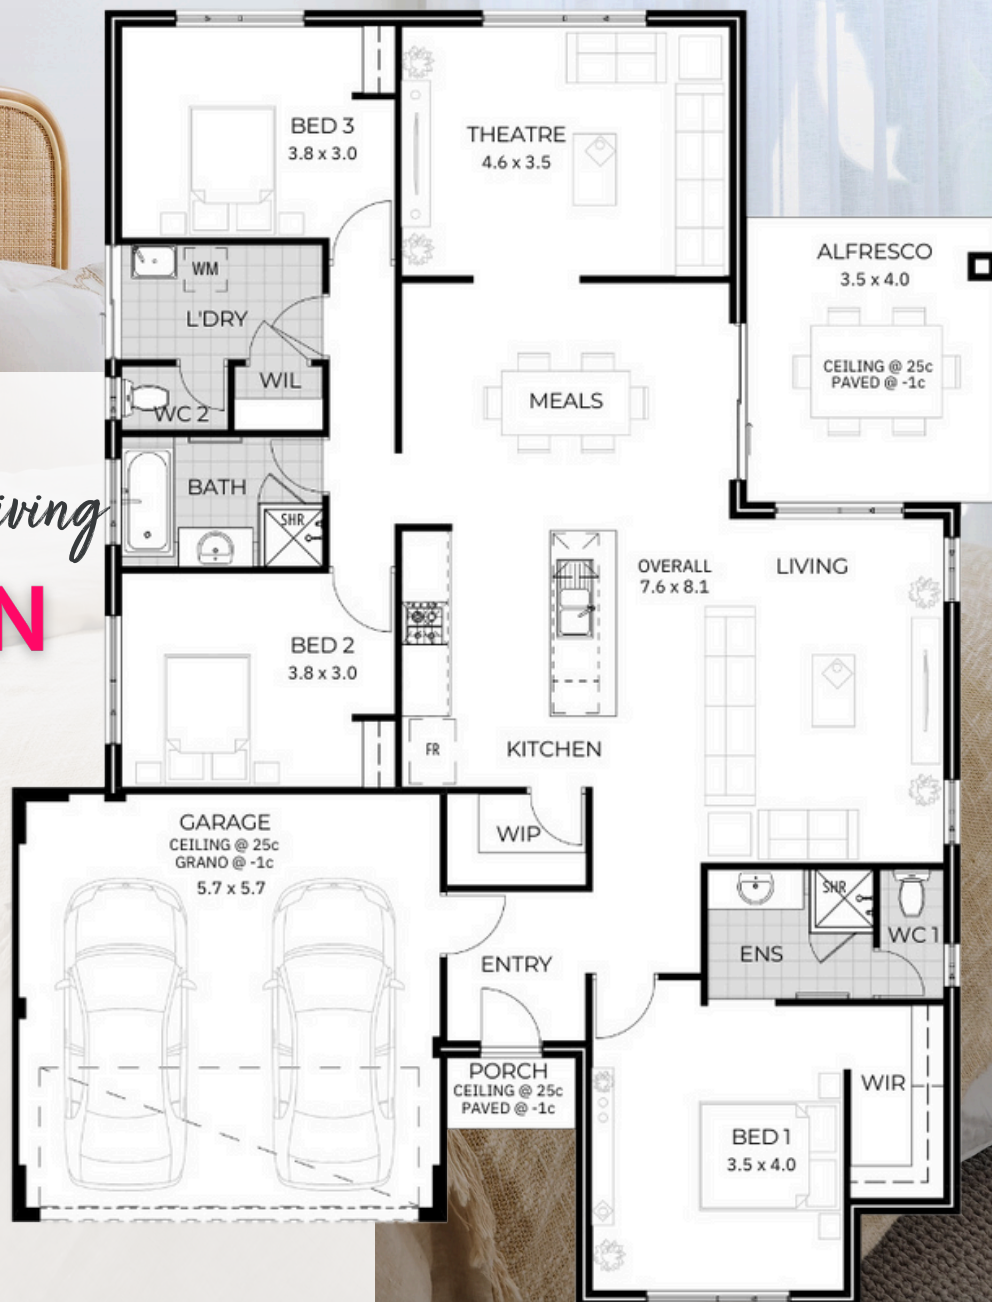 BED 3
3.8 x 3.0
THEATRE
4.6 x 3.5
ALFRESCO
3.5 x 4.0
CEILING @ 25c
PAVED @ -1c
WM
L'DRY
WIL
WC 2
MEALS
BATH
SHR
iving
N
OVERALL
7.6 x 8.1
LIVING
BED 2
3.8 x 3.0
FR
KITCHEN
WIP
GARAGE
CEILING @ 25c
GRANO @ -1c
5.7 x 5.7
SHR
WC 1
ENS
ENTRY
PORCH
CEILING @ 25c
PAVED @ -1c
WIR
BED 1
3.5 x 4.0